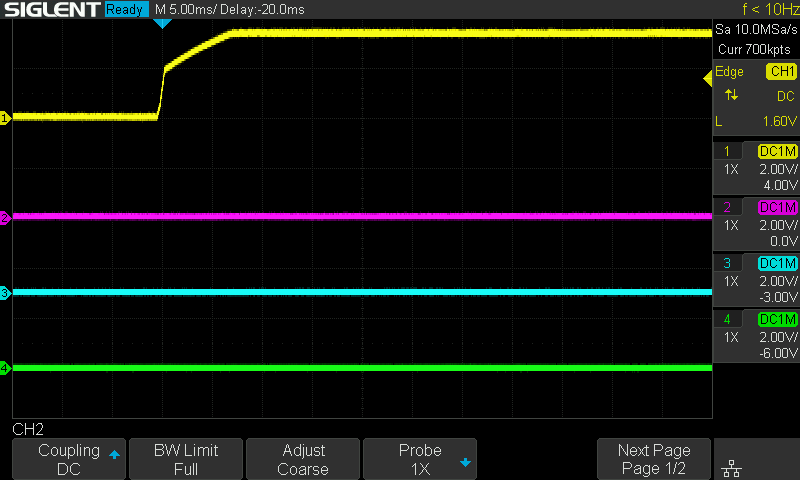 SIGLENT Ready M 5.00ms/ Delay:-20.0ms f < 10Hz
Sa 10.0MSa/s
Curr 700kpts
Edge CH1
DC
L 1.60V
1 DC1M
1X 2.00V/
4.00V
2 DC1M
1X 2.00V/
0.0V
3 DC1M
1X 2.00V/
-3.00V
4 DC1M
1X 2.00V/
-6.00V
1
2
3
4
CH2
Coupling
DC
BW Limit
Full
Adjust
Coarse
Probe
1X
Next Page
Page 1/2